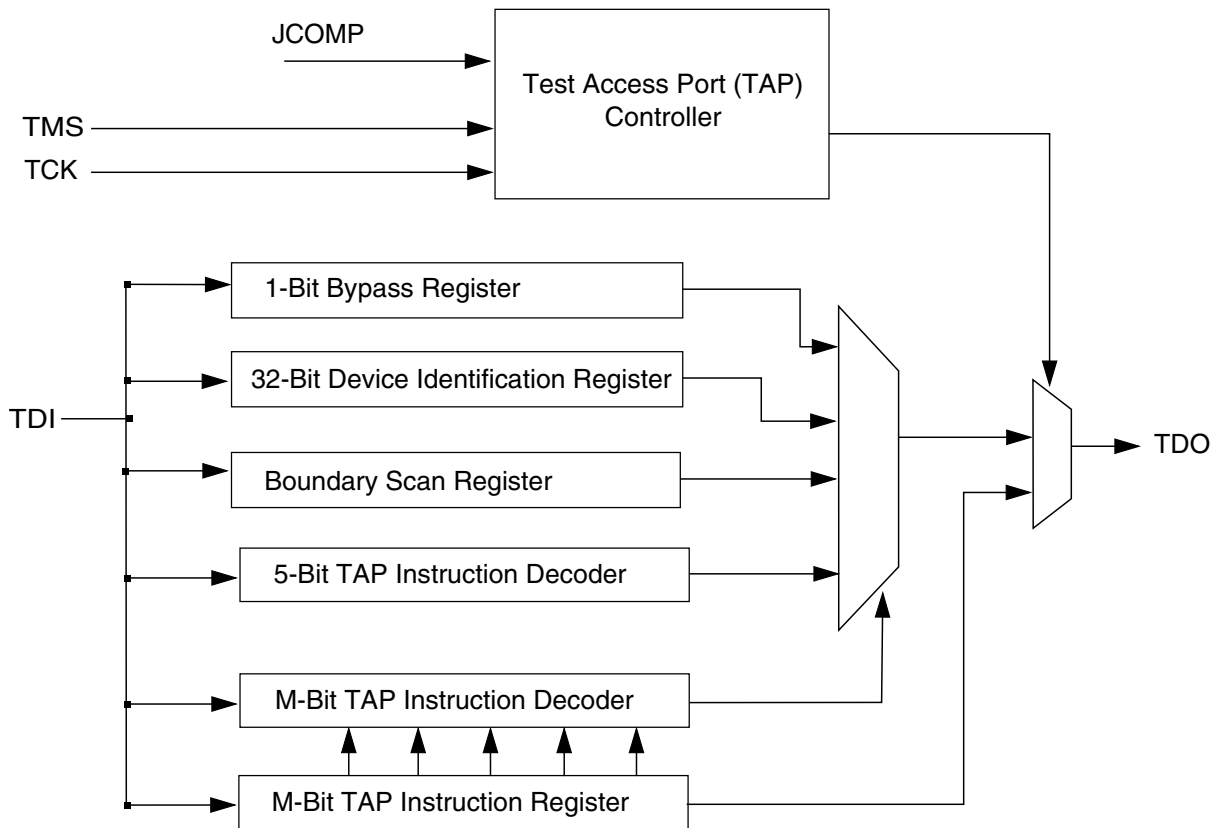 JCOMP
Test Access Port (TAP)
Controller
TMS
TCK
1-Bit Bypass Register
32-Bit Device Identification Register
TDI
TDO
Boundary Scan Register
5-Bit TAP Instruction Decoder
M-Bit TAP Instruction Decoder
M-Bit TAP Instruction Register